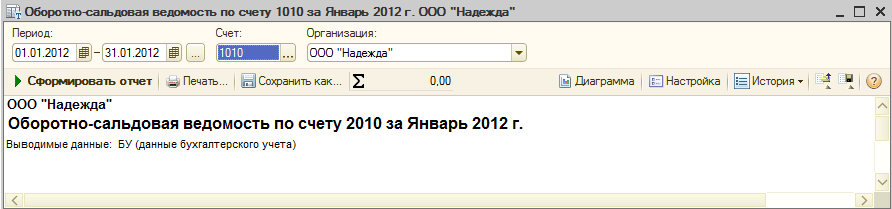 Оборотно-сальдовая ведомость по счету 1010 за Январь 2012 г. ООО "Надежда"
Период: Счет: Организация:
01.01.2012 – 31.01.2012 ... 1010 ... ООО "Надежда"
Сформировать отчет Печать... Сохранить как... Σ 0,00 Диаграмма Настройка История ?
ООО "Надежда"
Оборотно-сальдовая ведомость по счету 2010 за Январь 2012 г.
Выводимые данные: БУ (данные бухгалтерского учета)